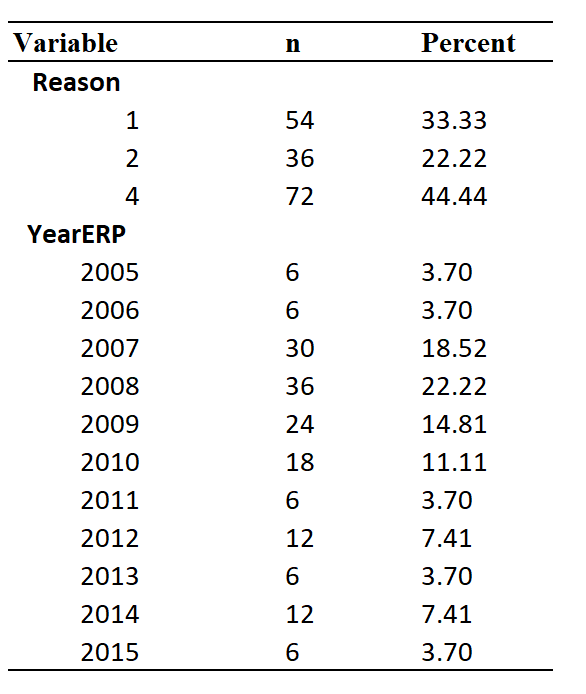 Variable n Percent
Reason
1 54 33.33
2 36 22.22
4 72 44.44
YearERP
2005 6 3.70
2006 6 3.70
2007 30 18.52
2008 36 22.22
2009 24 14.81
2010 18 11.11
2011 6 3.70
2012 12 7.41
2013 6 3.70
2014 12 7.41
2015 6 3.70